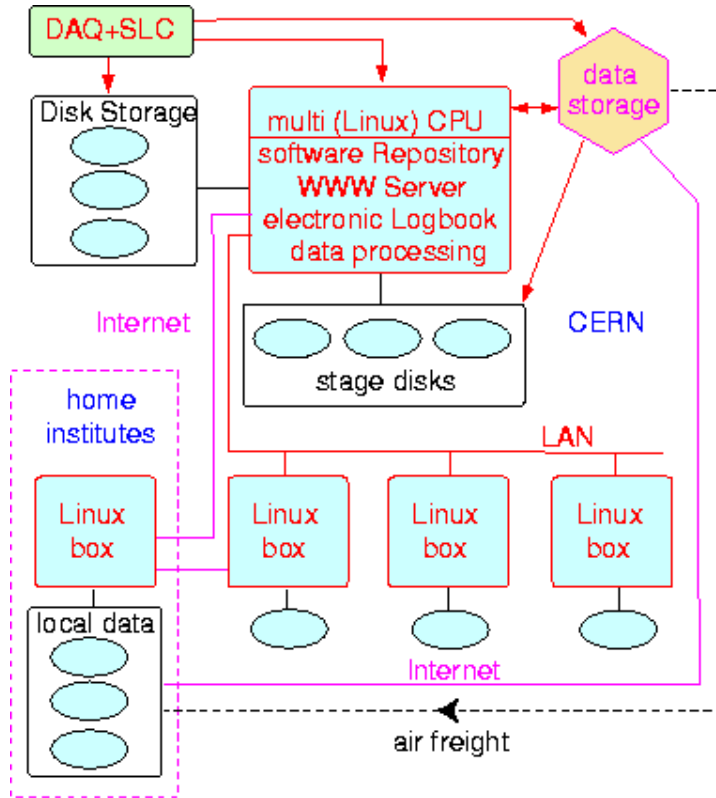 DAQ+SLC
data
storage
Disk Storage
multi (Linux) CPU
software Repository
WWW Server
electronic Logbook
data processing
Internet
CERN
stage disks
home
institutes
LAN
Linux
box
Linux
box
Linux
box
Linux
box
local data
Internet
air freight